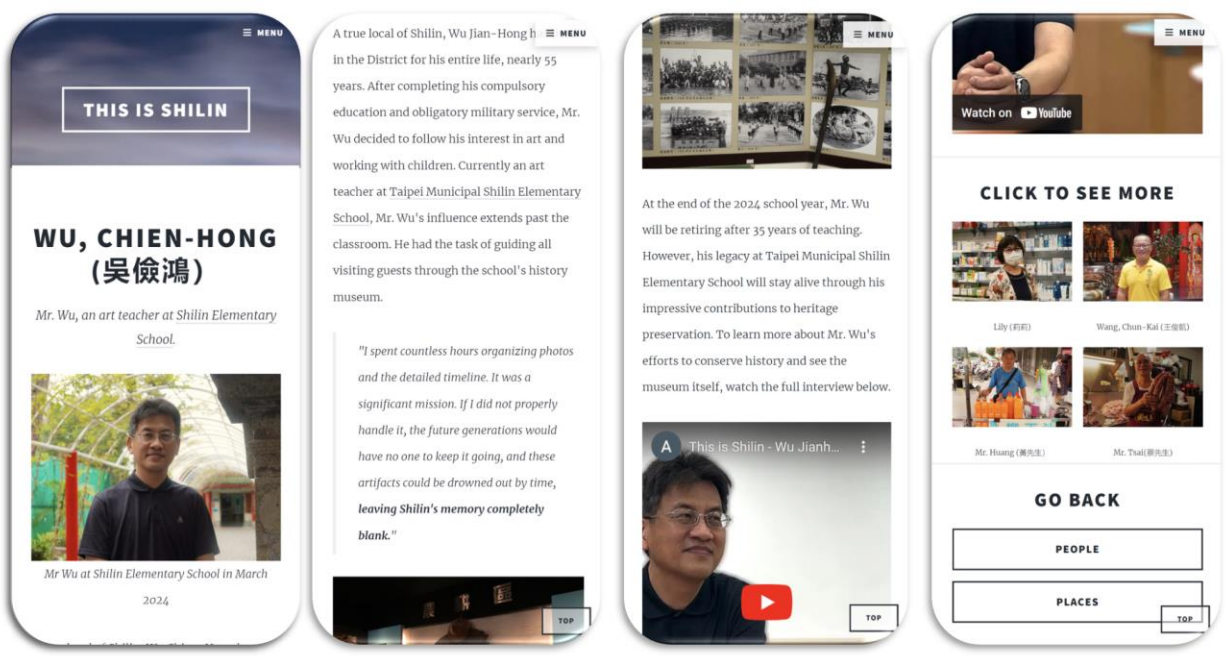 ☰ MENU
THIS IS SHILIN
WU, CHIEN-HONG
(吳儉鴻)
Mr. Wu, an art teacher at Shilin Elementary
School.
Mr Wu at Shilin Elementary School in March
2024
☰ MENU
A true local of Shilin, Wu Jian-Hong
in the District for his entire life, nearly 55
years. After completing his compulsory
education and obligatory military service, Mr.
Wu decided to follow his interest in art and
working with children. Currently an art
teacher at Taipei Municipal Shilin Elementary
School, Mr. Wu's influence extends past the
classroom. He had the task of guiding all
visiting guests through the school's history
museum.
"I spent countless hours organizing photos
and the detailed timeline. It was a
significant mission. If I did not properly
handle it, the future generations would
have no one to keep it going, and these
artifacts could be drowned out by time,
leaving Shilin's memory completely
blank."
TOP
☰ MENU
At the end of the 2024 school year, Mr. Wu
will be retiring after 35 years of teaching.
However, his legacy at Taipei Municipal Shilin
Elementary School will stay alive through his
impressive contributions to heritage
preservation. To learn more about Mr. Wu's
efforts to conserve history and see the
museum itself, watch the full interview below.
A This is Shilin - Wu Jianh...
TOP
☰ MENU
Watch on YouTube
CLICK TO SEE MORE
Lily (莉莉)
Wang, Chun-Kai (王俊凱)
Mr. Huang (黃先生)
Mr. Tsai(蔡先生)
GO BACK
PEOPLE
PLACES
TOP